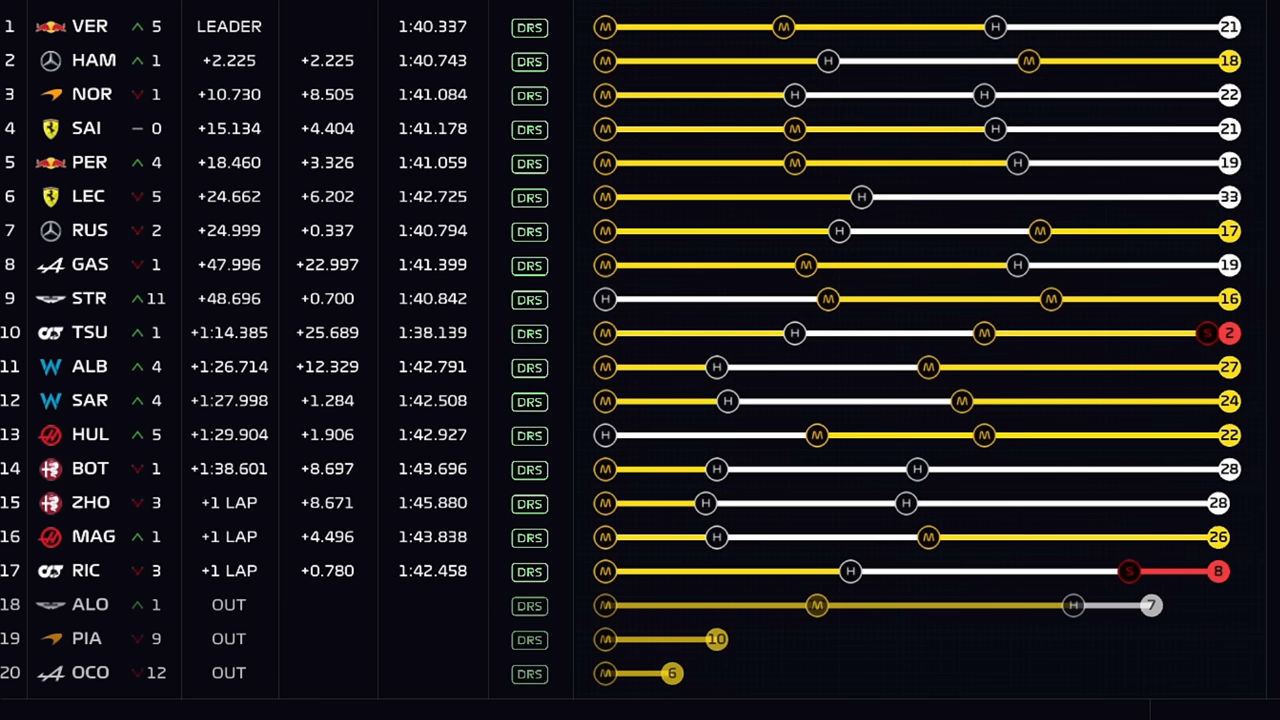 1 VER 5 LEADER 1:40.337 DRS M M H 21
2 HAM 1 +2.225 +2.225 1:40.743 DRS M H M 18
3 NOR 1 +10.730 +8.505 1:41.084 DRS M H H 22
4 SAI 0 +15.134 +4.404 1:41.178 DRS M M H 21
5 PER 4 +18.460 +3.326 1:41.059 DRS M M H 19
6 LEC 5 +24.662 +6.202 1:42.725 DRS M H 33
7 RUS 2 +24.999 +0.337 1:40.794 DRS M H M 17
8 GAS 1 +47.996 +22.997 1:41.399 DRS M M H 19
9 STR 11 +48.696 +0.700 1:40.842 DRS H M M 16
10 TSU 1 +1:14.385 +25.689 1:38.139 DRS M H M S 2
11 ALB 4 +1:26.714 +12.329 1:42.791 DRS M H M 27
12 SAR 4 +1:27.998 +1.284 1:42.508 DRS M H M 24
13 HUL 5 +1:29.904 +1.906 1:42.927 DRS H M M 22
14 BOT 1 +1:38.601 +8.697 1:43.696 DRS M H H 28
15 ZHO 3 +1 LAP +8.671 1:45.880 DRS M H H 28
16 MAG 1 +1 LAP +4.496 1:43.838 DRS M H M 26
17 RIC 3 +1 LAP +0.780 1:42.458 DRS M H S 8
18 ALO 1 OUT DRS M M H 7
19 PIA 9 OUT DRS M 10
20 OCO 12 OUT DRS M 6